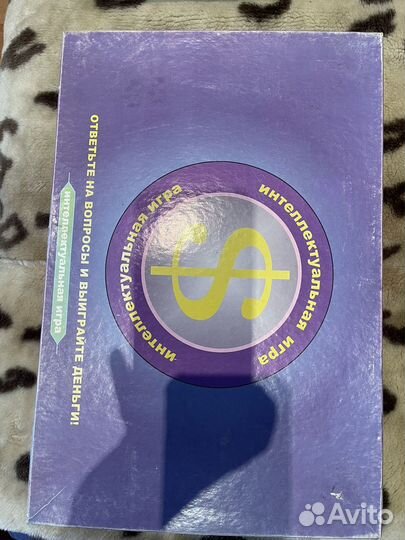 ИНТЕЛЛЕКТУАЛЬНАЯ ИГРА
ИНТЕЛЛЕКТУАЛЬНАЯ ИГРА
$
ОТВЕТЬТЕ НА ВОПРОСЫ И ВЫИГРАЙТЕ ДЕНЬГИ!
ИНТЕЛЛЕКТУАЛЬНАЯ ИГРА
Avito